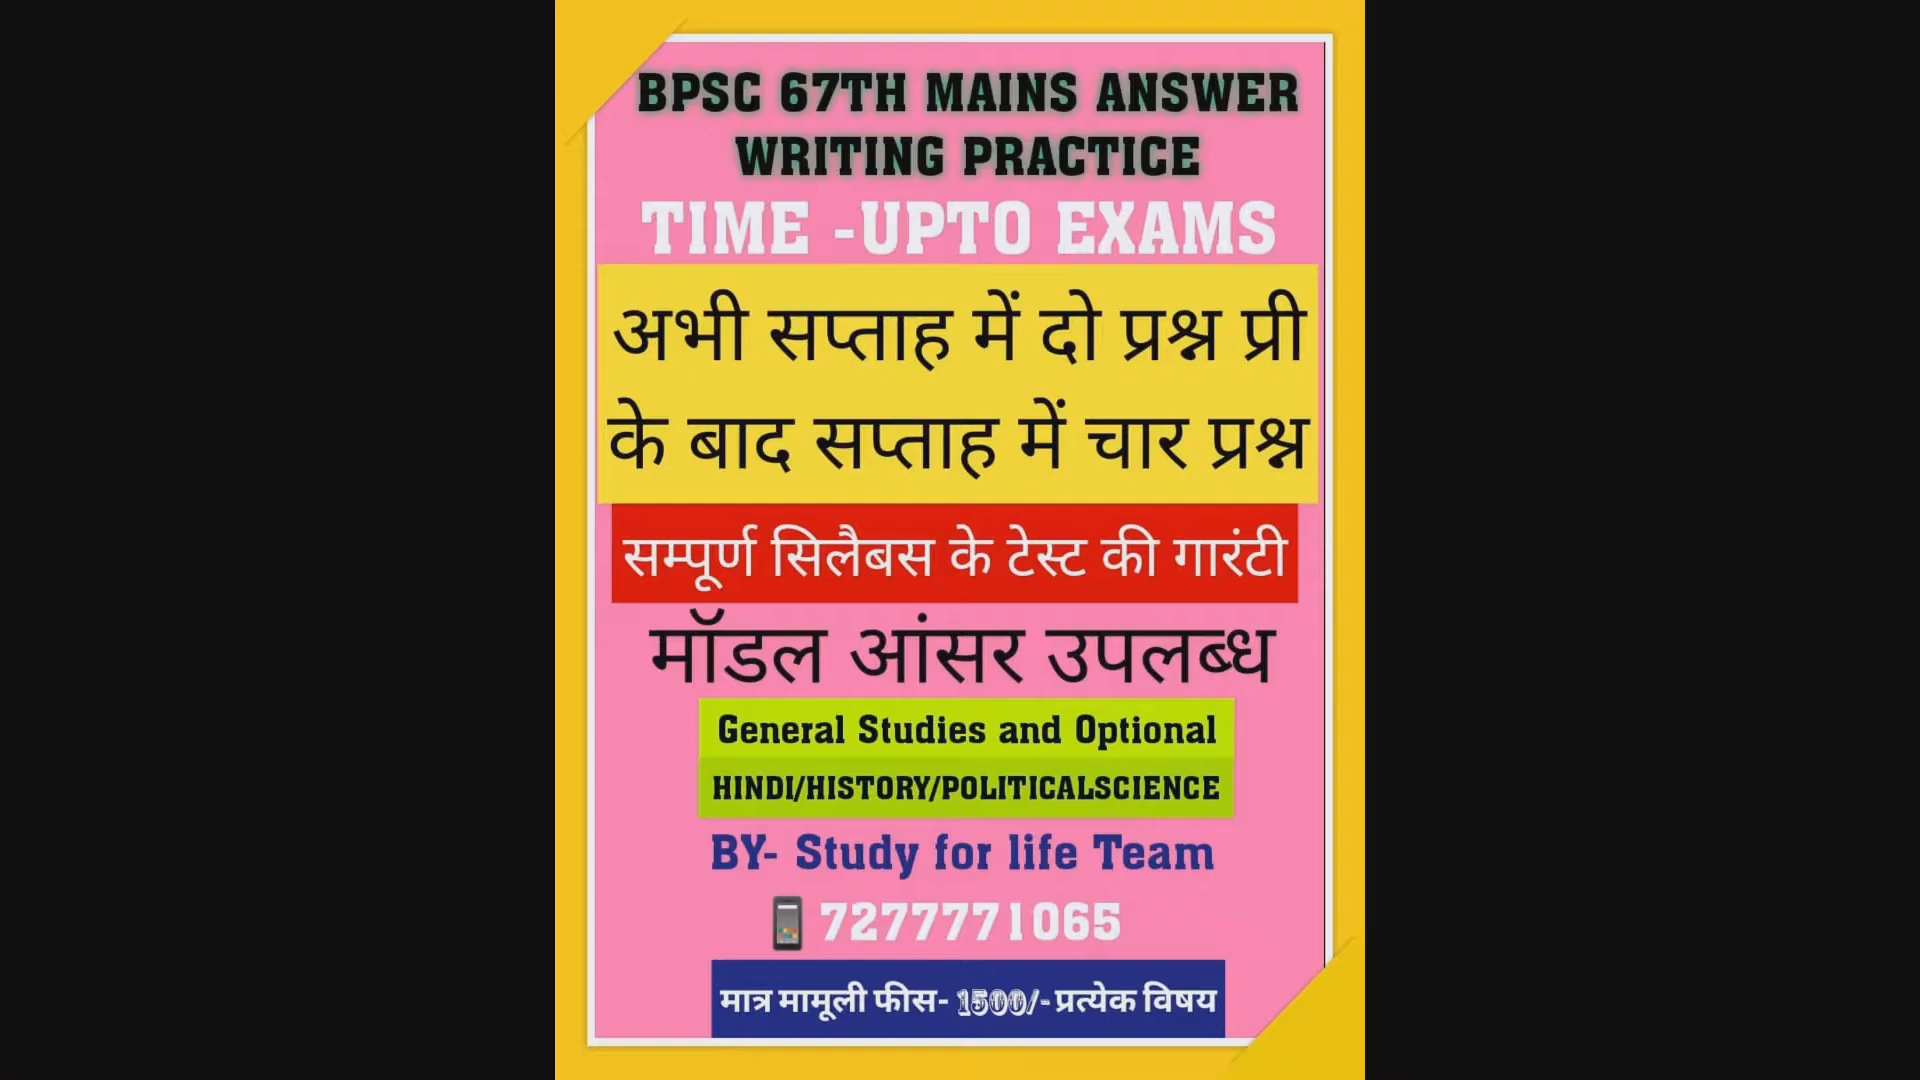 BPSC 67TH MAINS ANSWER
WRITING PRACTICE
TIME -UPTO EXAMS
अभी सप्ताह में दो प्रश्न प्री
के बाद सप्ताह में चार प्रश्न
सम्पूर्ण सिलैबस के टेस्ट की गारंटी
मॉडल आंसर उपलब्ध
General Studies and Optional
HINDI/HISTORY/POLITICALSCIENCE
BY- Study for life Team
7277771065
मात्र मामूली फीस- 1500/- प्रत्येक विषय